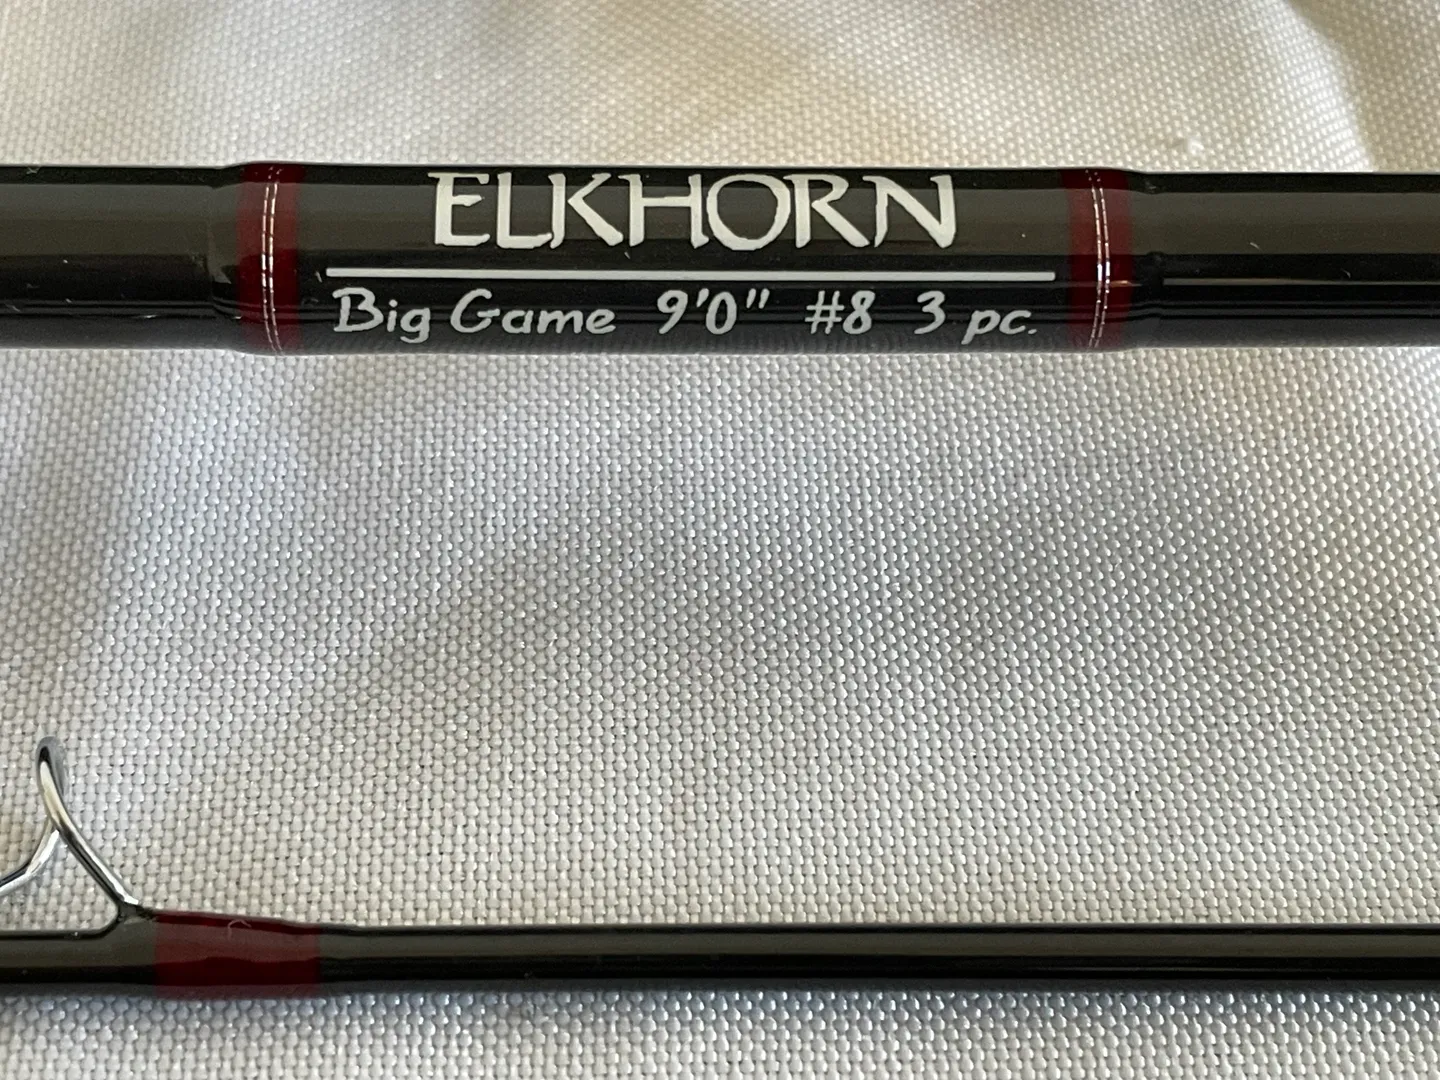 ELKHORN
Big Game 9'0" #8 3 pc.